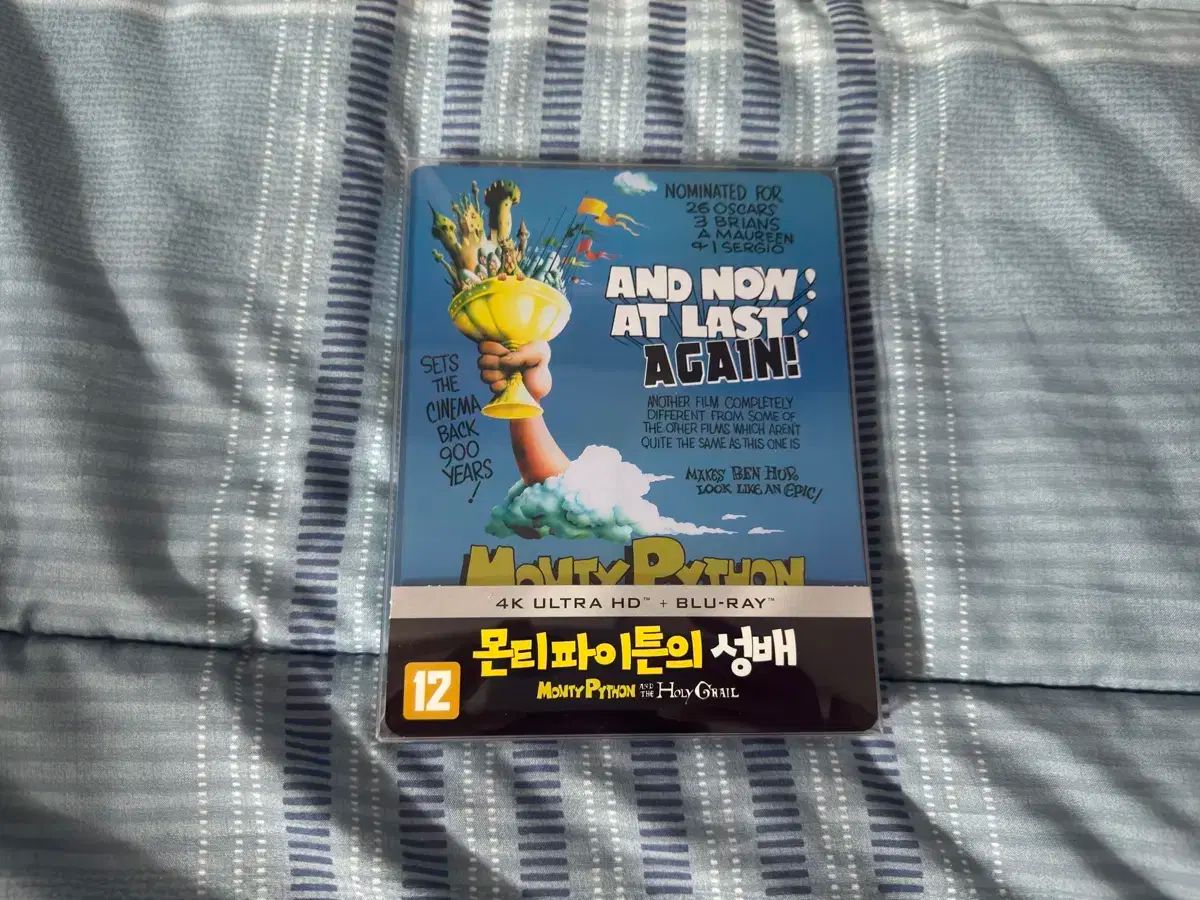 NOMINATED FOR
26 OSCARS
3 BRIANS
A MAUREEN
& 1 SERGIO
AND NOW!
AT LAST!
AGAIN!
SETS
THE
CINEMA
BACK
900
YEARS!
ANOTHER FILM COMPLETELY
DIFFERENT FROM SOME OF
THE OTHER FILMS WHICH AREN'T
QUITE THE SAME AS THIS ONE IS
MAKES BEN HUR
LOOK LIKE AN EPIC!
MONTY PYTHON
4K ULTRA HD™ + BLU-RAY™
몬티 파이튼의 성배
12
MONTY PYTHON AND THE HOLY GRAIL